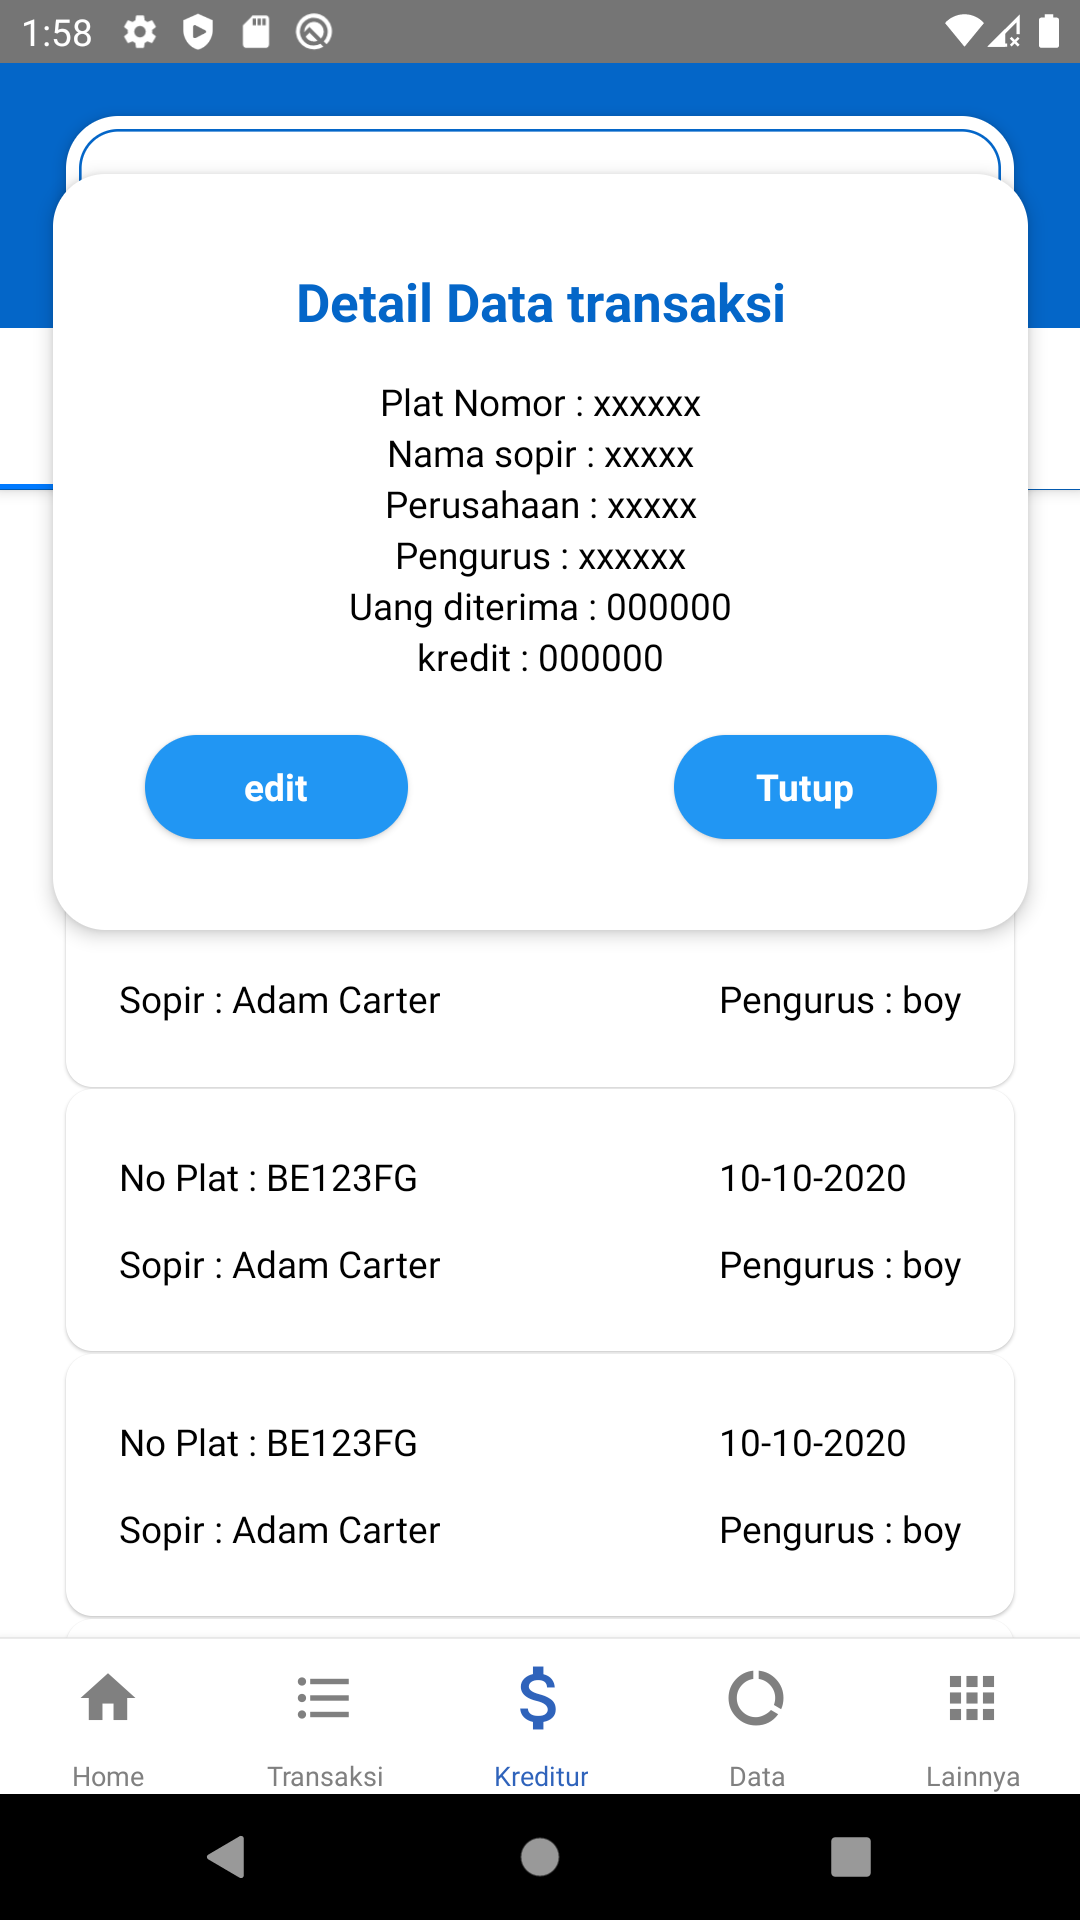 1:58
Detail Data transaksi
Plat Nomor : xxxxxx
Nama sopir : xxxxx
Perusahaan : xxxxx
Pengurus : xxxxxx
Uang diterima : 000000
kredit : 000000
edit
Tutup
Sopir : Adam Carter
Pengurus : boy
No Plat : BE123FG
10-10-2020
Sopir : Adam Carter
Pengurus : boy
No Plat : BE123FG
10-10-2020
Sopir : Adam Carter
Pengurus : boy
Home
Transaksi
Kreditur
Data
Lainnya